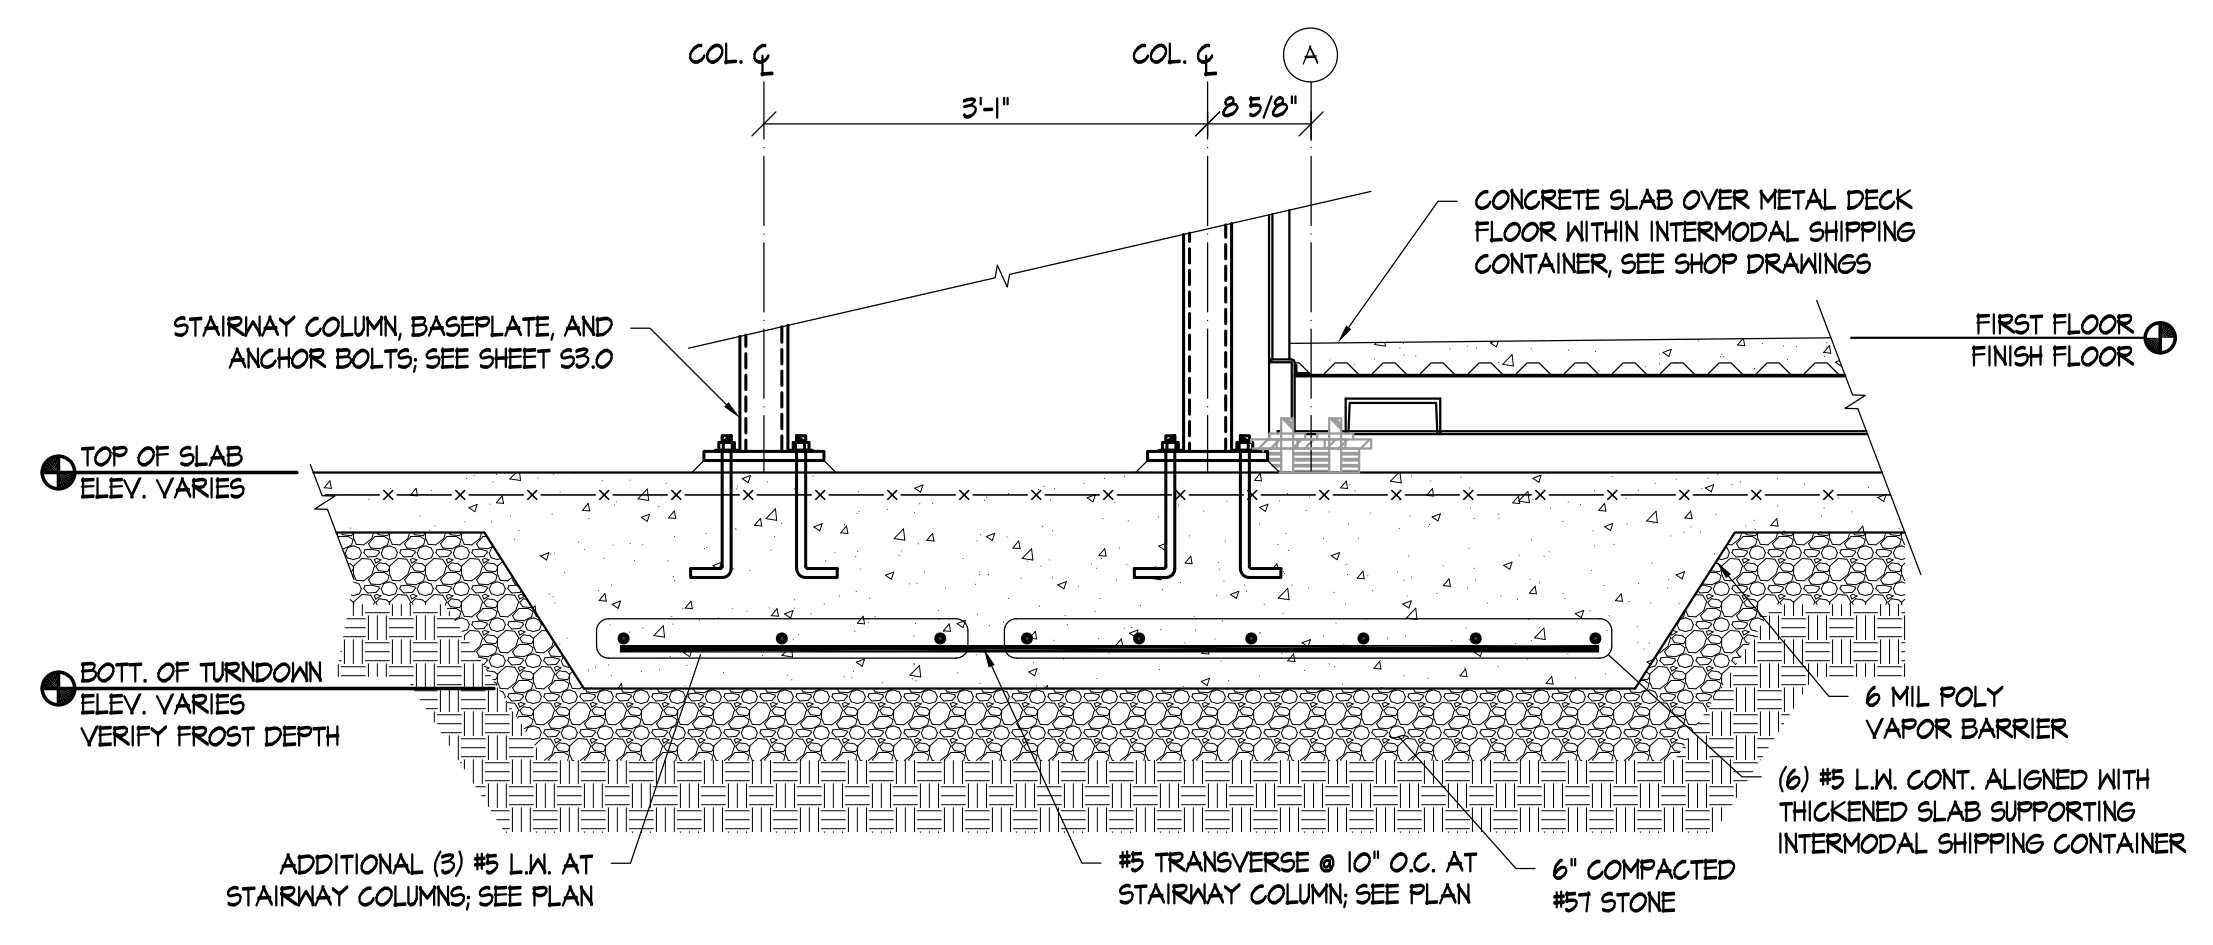 COL. ℄
COL. ℄
A
3'-1"
8 5/8"
CONCRETE SLAB OVER METAL DECK
FLOOR WITHIN INTERMODAL SHIPPING
CONTAINER, SEE SHOP DRAWINGS
STAIRWAY COLUMN, BASEPLATE, AND
ANCHOR BOLTS; SEE SHEET S3.0
FIRST FLOOR
FINISH FLOOR
TOP OF SLAB
ELEV. VARIES
BOTT. OF TURNDOWN
ELEV. VARIES
VERIFY FROST DEPTH
6 MIL POLY
VAPOR BARRIER
(6) #5 L.W. CONT. ALIGNED WITH
THICKENED SLAB SUPPORTING
INTERMODAL SHIPPING CONTAINER
ADDITIONAL (3) #5 L.W. AT
STAIRWAY COLUMNS; SEE PLAN
#5 TRANSVERSE @ 10" O.C. AT
STAIRWAY COLUMN; SEE PLAN
6" COMPACTED
#57 STONE